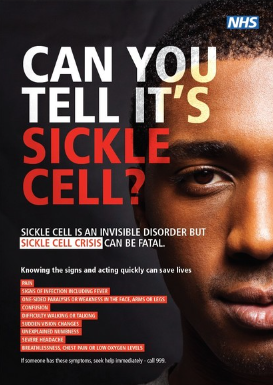 NHS
CAN YOU
TELL IT'S
SICKLE
CELL?
SICKLE CELL IS AN INVISIBLE DISORDER BUT
SICKLE CELL CRISIS CAN BE FATAL.
Knowing the signs and acting quickly can save lives
PAIN
SIGNS OF INFECTION INCLUDING FEVER
ONE-SIDED PARALYSIS OR WEAKNESS IN THE FACE, ARMS OR LEGS
CONFUSION
DIFFICULTY WALKING OR TALKING
SUDDEN VISION CHANGES
UNEXPLAINED NUMBNESS
SEVERE HEADACHE
BREATHLESSNESS, CHEST PAIN OR LOW OXYGEN LEVELS
If someone has these symptoms, seek help immediately - call 999.